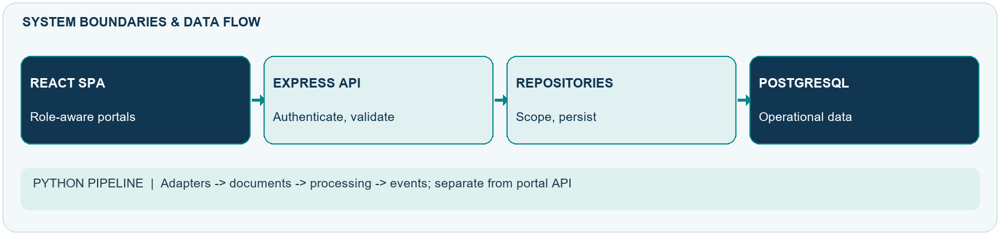 SYSTEM BOUNDARIES & DATA FLOW
REACT SPA
Role-aware portals
EXPRESS API
Authenticate, validate
REPOSITORIES
Scope, persist
POSTGRESQL
Operational data
PYTHON PIPELINE | Adapters -> documents -> processing -> events; separate from portal API